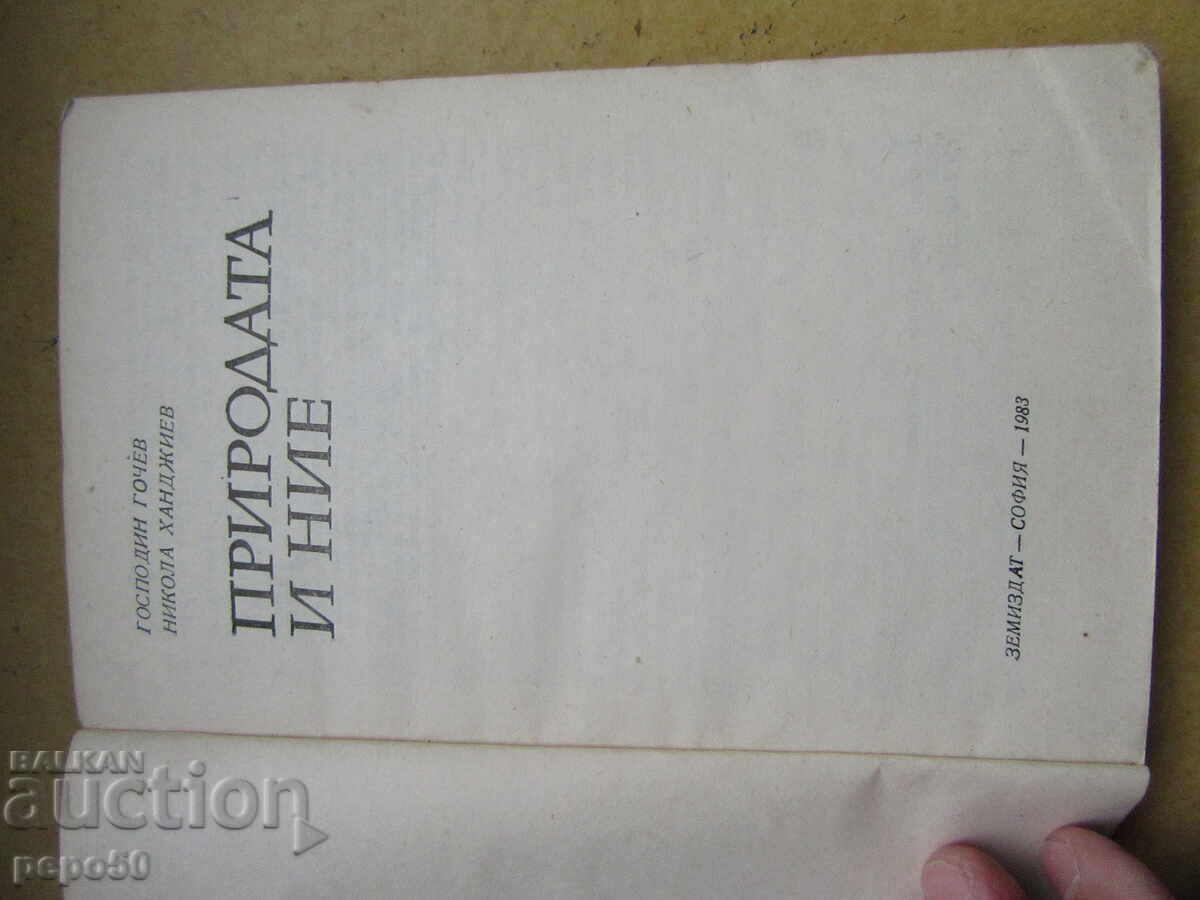 ГОСПОДИН ГОЧЕВ
НИКОЛА ХАНДЖИЕВ
ПРИРОДАТА
И НИЕ
ЗЕМИЗДАТ — СОФИЯ — 1983
BALKAN
auction
pepo50